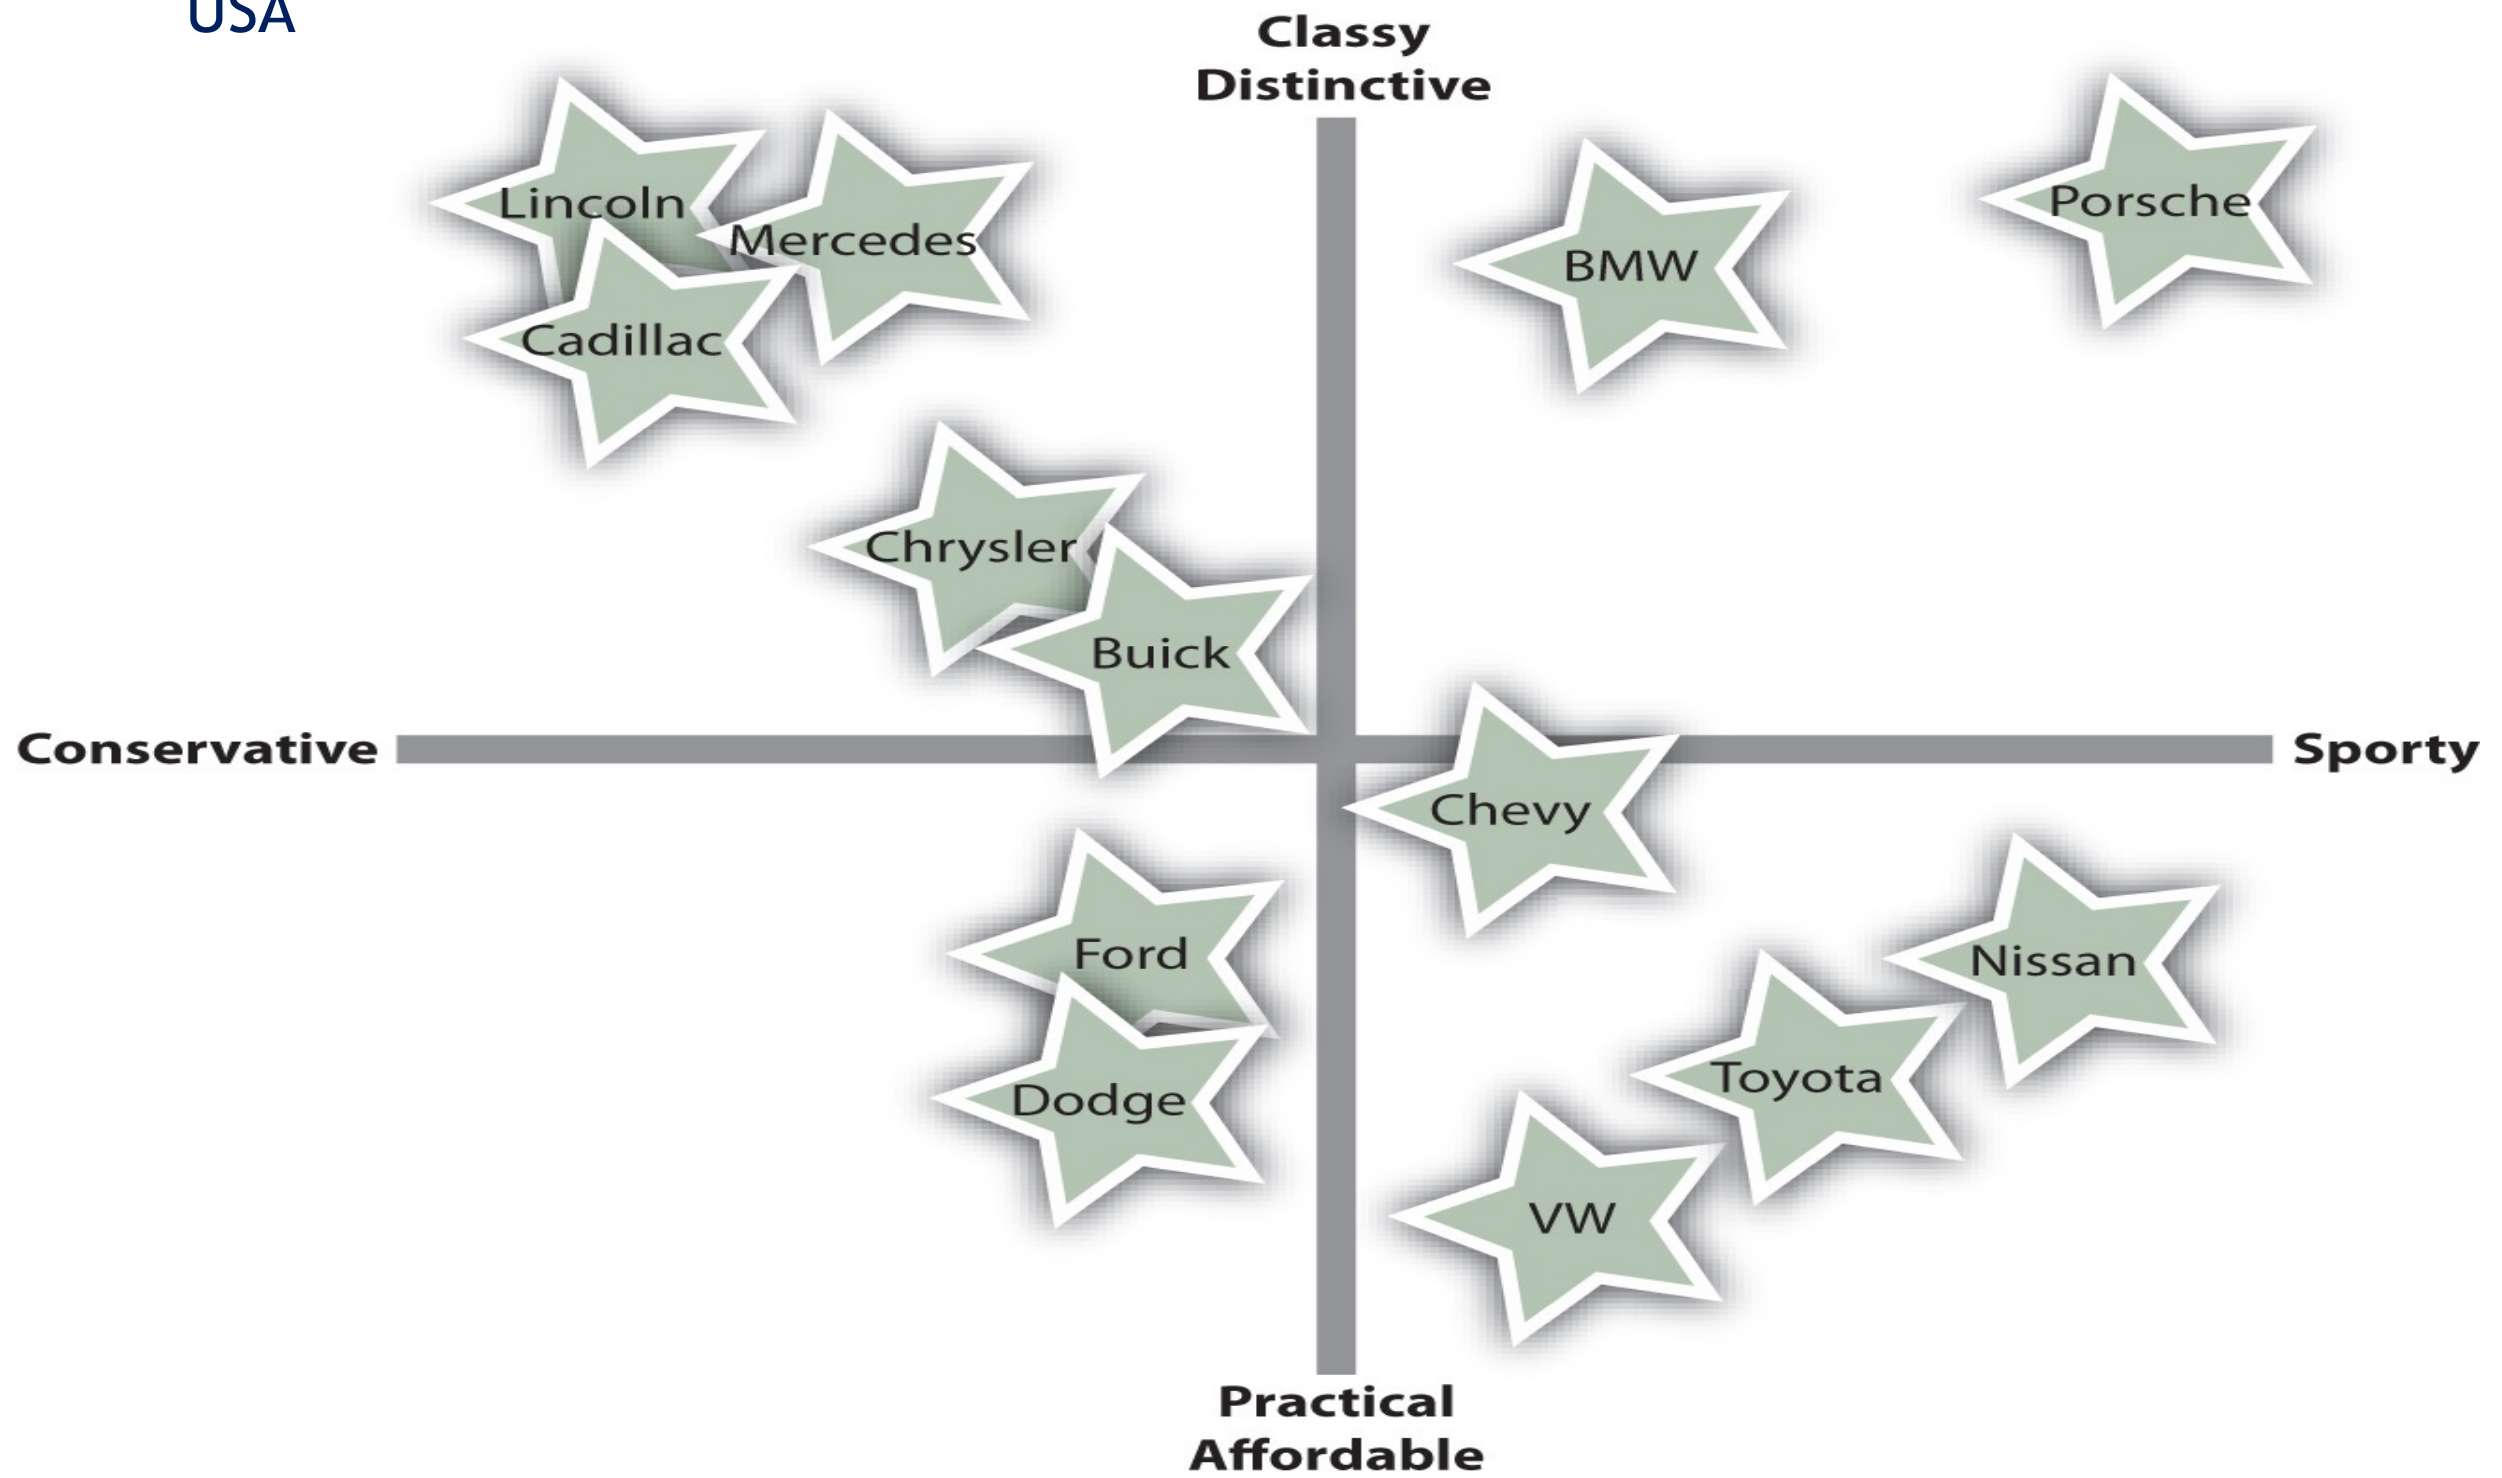 USA
Classy
Distinctive
Lincoln
Mercedes
BMW
Porsche
Cadillac
Chrysler
Buick
Conservative
Sporty
Chevy
Ford
Nissan
Toyota
Dodge
VW
Practical
Affordable